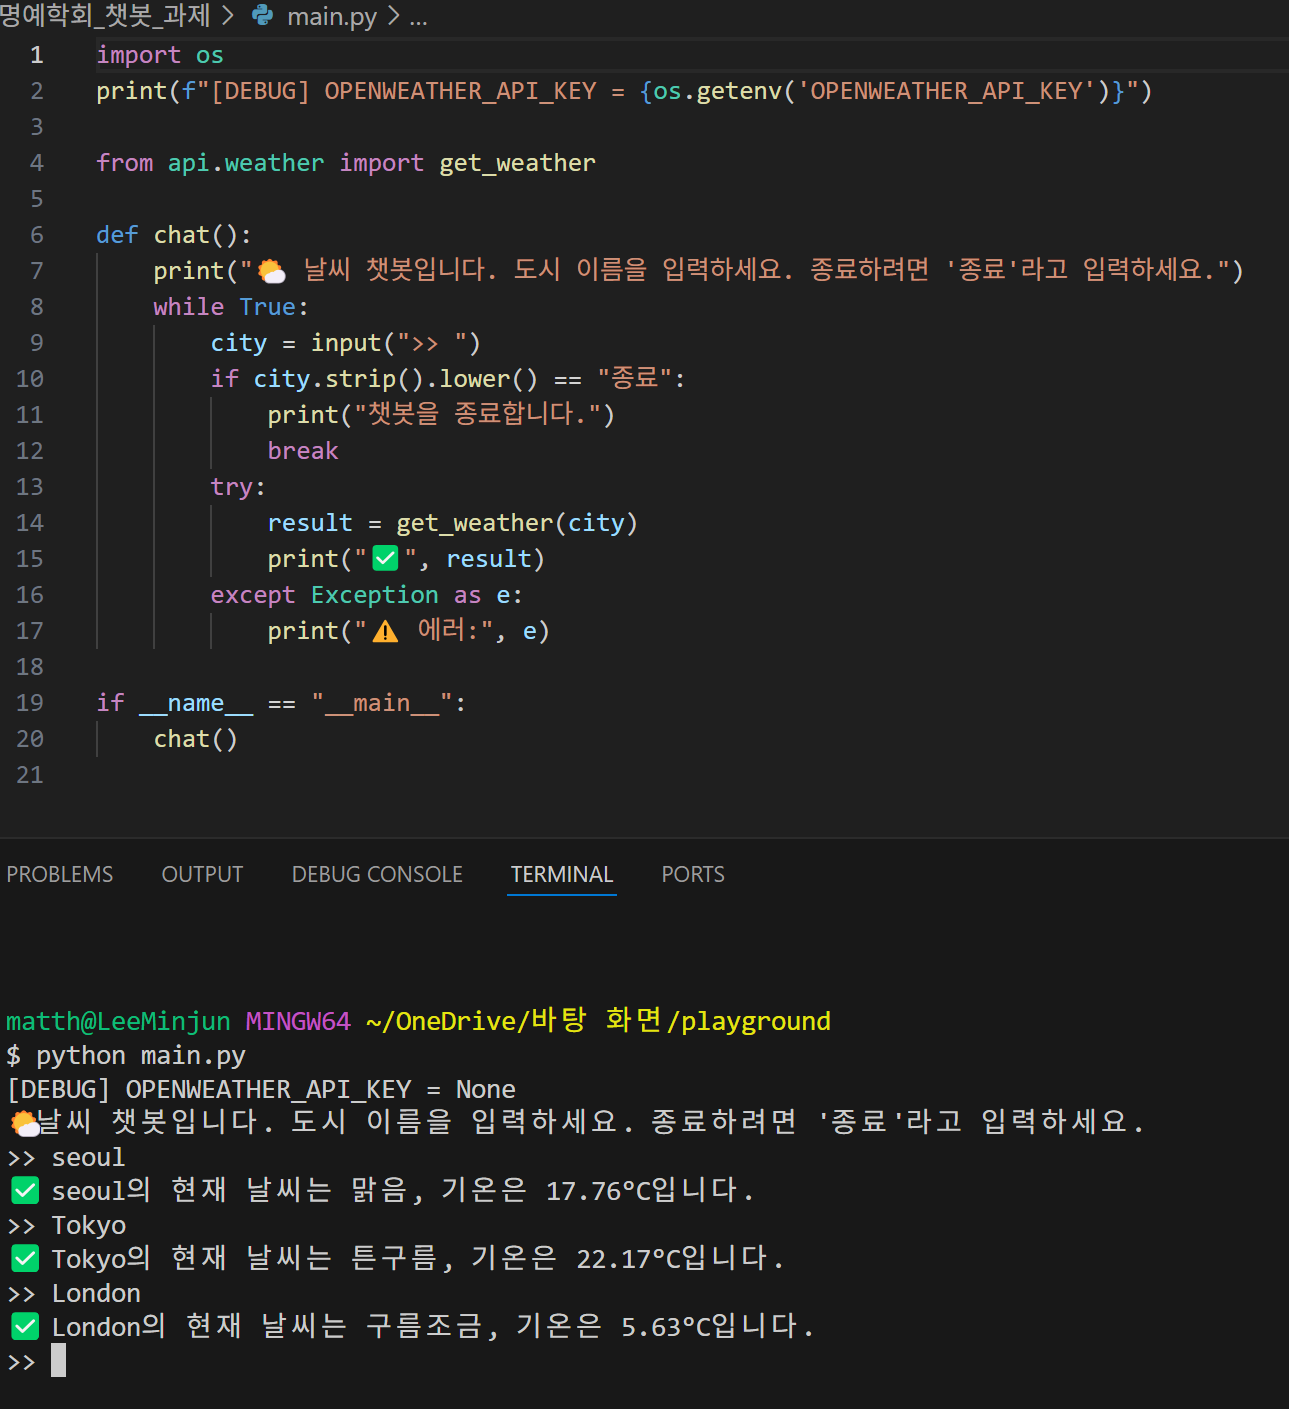 명예학회_챗봇_과제 > main.py > ...
1 import os
2 print(f"[DEBUG] OPENWEATHER_API_KEY = {os.getenv('OPENWEATHER_API_KEY')}")
3
4 from api.weather import get_weather
5
6 def chat():
7 print("🌤 날씨 챗봇입니다. 도시 이름을 입력하세요. 종료하려면 '종료'라고 입력하세요.")
8 while True:
9 city = input(">> ")
10 if city.strip().lower() == "종료":
11 print("챗봇을 종료합니다.")
12 break
13 try:
14 result = get_weather(city)
15 print("✅", result)
16 except Exception as e:
17 print("⚠️ 에러:", e)
18
19 if __name__ == "__main__":
20 chat()
21
PROBLEMS OUTPUT DEBUG CONSOLE TERMINAL PORTS
matth@LeeMinjun MINGW64 ~/OneDrive/바탕 화면/playground
$ python main.py
[DEBUG] OPENWEATHER_API_KEY = None
🌤날씨 챗봇입니다. 도시 이름을 입력하세요. 종료하려면 '종료'라고 입력하세요.
>> seoul
✅ seoul의 현재 날씨는 맑음, 기온은 17.76°C입니다.
>> Tokyo
✅ Tokyo의 현재 날씨는 튼구름, 기온은 22.17°C입니다.
>> London
✅ London의 현재 날씨는 구름조금, 기온은 5.63°C입니다.
>>